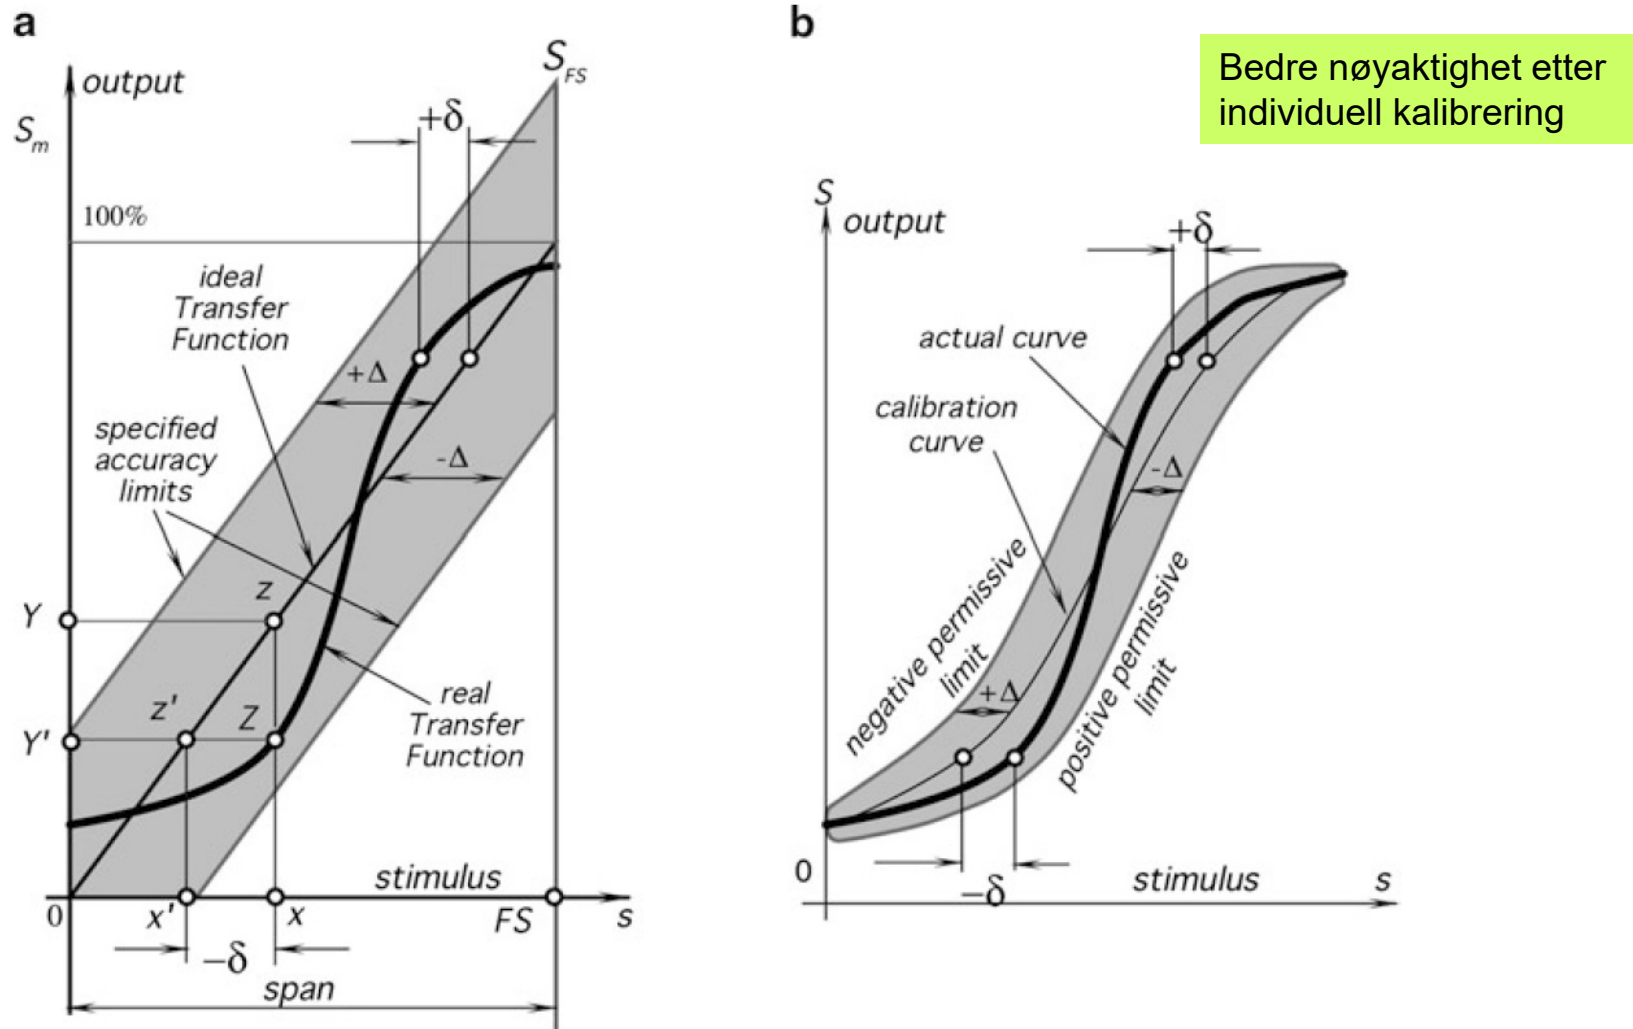 a
output
S_m
S_FS
+δ
100%
ideal
Transfer
Function
+Δ
specified
accuracy
limits
-Δ
z
Y
z'
Z
Y'
real
Transfer
Function
stimulus
0
x'
x
FS
s
−δ
span
b
Bedre nøyaktighet etter
individuell kalibrering
S
output
+δ
actual curve
calibration
curve
-Δ
negative permissive
limit
+Δ
positive permissive
limit
0
stimulus
s
−δ